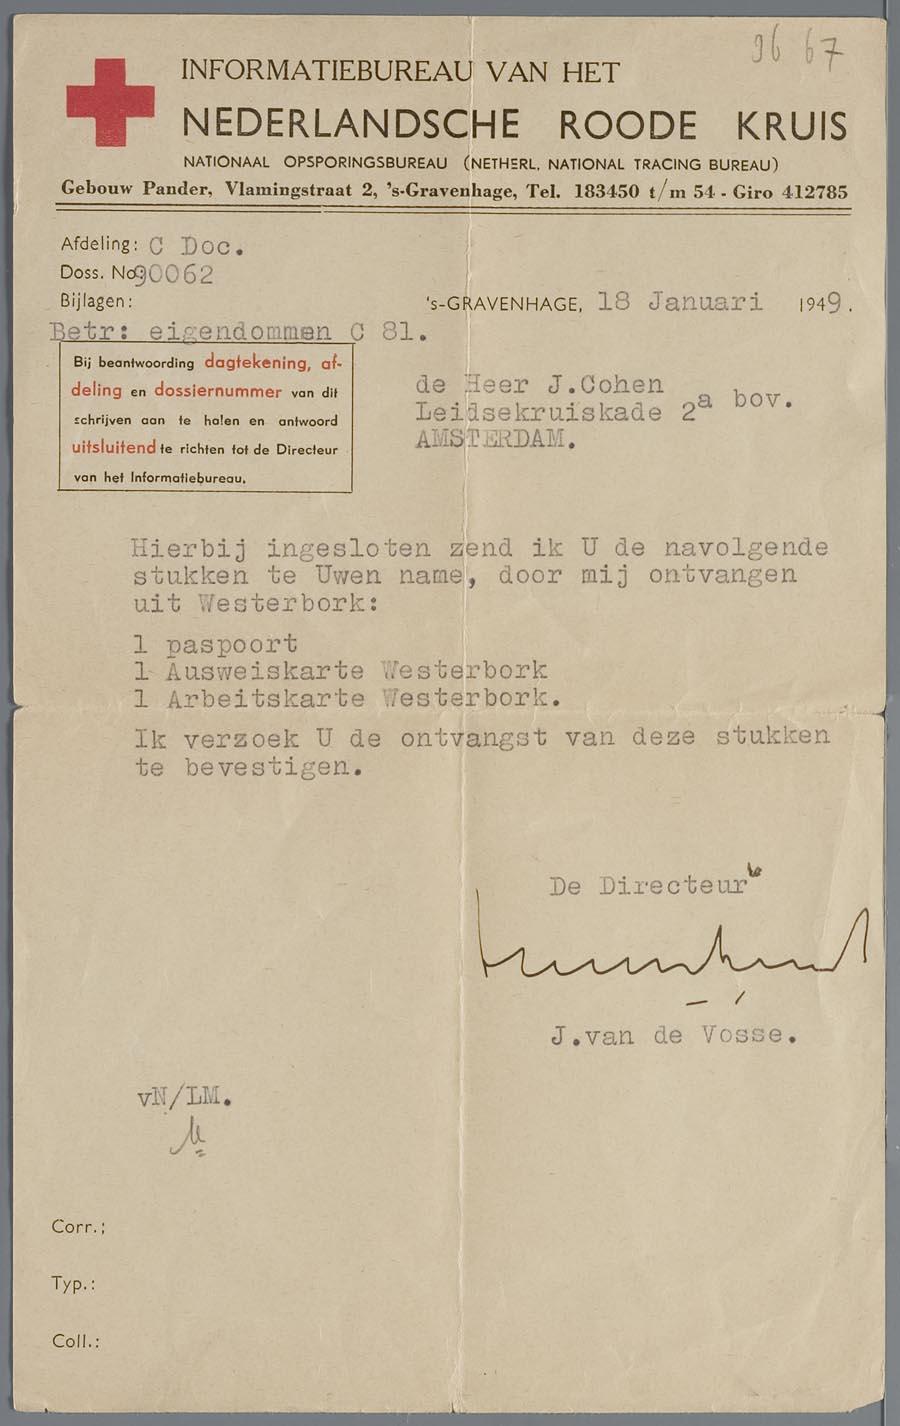 96 67
INFORMATIEBUREAU VAN HET
NEDERLANDSCHE ROODE KRUIS
NATIONAAL OPSPORINGSBUREAU (NETHERL. NATIONAL TRACING BUREAU)
Gebouw Pander, Vlamingstraat 2, 's-Gravenhage, Tel. 183450 t/m 54 - Giro 412785
Afdeling: C Doc.
Doss. No 90062
Bijlagen:
's-GRAVENHAGE, 18 Januari 1949.
Betr: eigendommen C 81.
Bij beantwoording dagtekening, af-
deling en dossiernummer van dit
schrijven aan te halen en antwoord
uitsluitend te richten tot de Directeur
van het Informatiebureau.
de Heer J.Cohen
Leidsekruiskade 2a bov.
AMSTERDAM.
Hierbij ingesloten zend ik U de navolgende
stukken te Uwen name, door mij ontvangen
uit Westerbork:
1 paspoort
1 Ausweiskarte Westerbork
1 Arbeitskarte Westerbork.
Ik verzoek U de ontvangst van deze stukken
te bevestigen.
De Directeur
J.van de Vosse.
vN/LM.
Corr.:
Typ.:
Coll.: